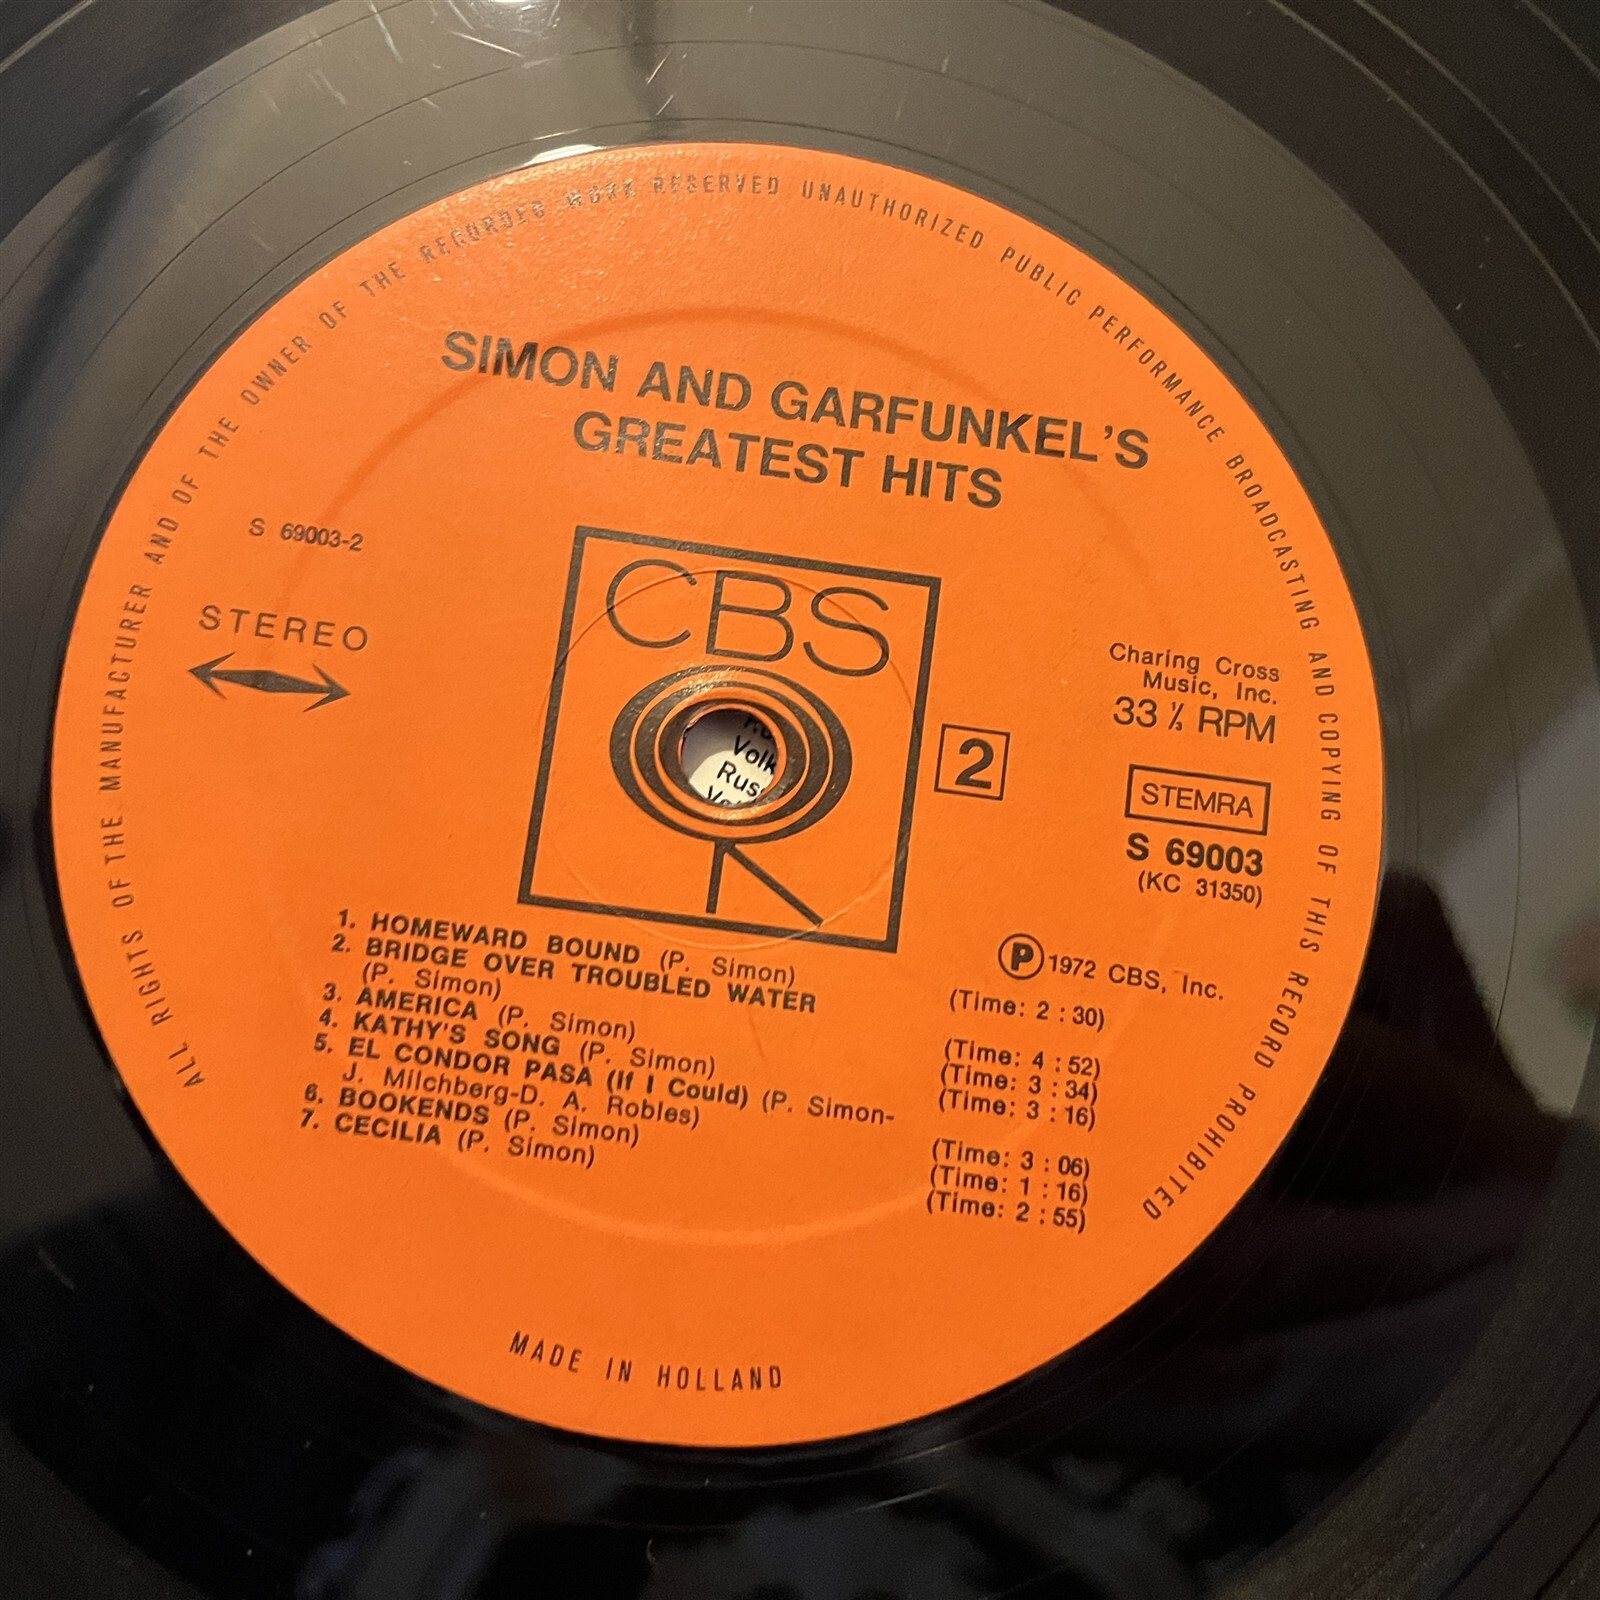 ALL RIGHTS OF THE MANUFACTURER AND OF THE OWNER OF THE RECORDED WORK RESERVED UNAUTHORIZED PUBLIC PERFORMANCE BROADCASTING AND COPYING OF THIS RECORD PROHIBITED
SIMON AND GARFUNKEL'S
GREATEST HITS
S 69003-2
STEREO
CBS
2
Charing Cross
Music, Inc.
33 ⅓ RPM
STEMRA
S 69003
(KC 31350)
Volk
Rus
℗ 1972 CBS, Inc.
1. HOMEWARD BOUND (P. Simon) (Time: 2 : 30)
2. BRIDGE OVER TROUBLED WATER
(P. Simon) (Time: 4 : 52)
3. AMERICA (P. Simon) (Time: 3 : 34)
4. KATHY'S SONG (P. Simon) (Time: 3 : 16)
5. EL CONDOR PASA (If I Could) (P. Simon-
J. Milchberg-D. A. Robles) (Time: 3 : 06)
6. BOOKENDS (P. Simon) (Time: 1 : 16)
7. CECILIA (P. Simon) (Time: 2 : 55)
MADE IN HOLLAND